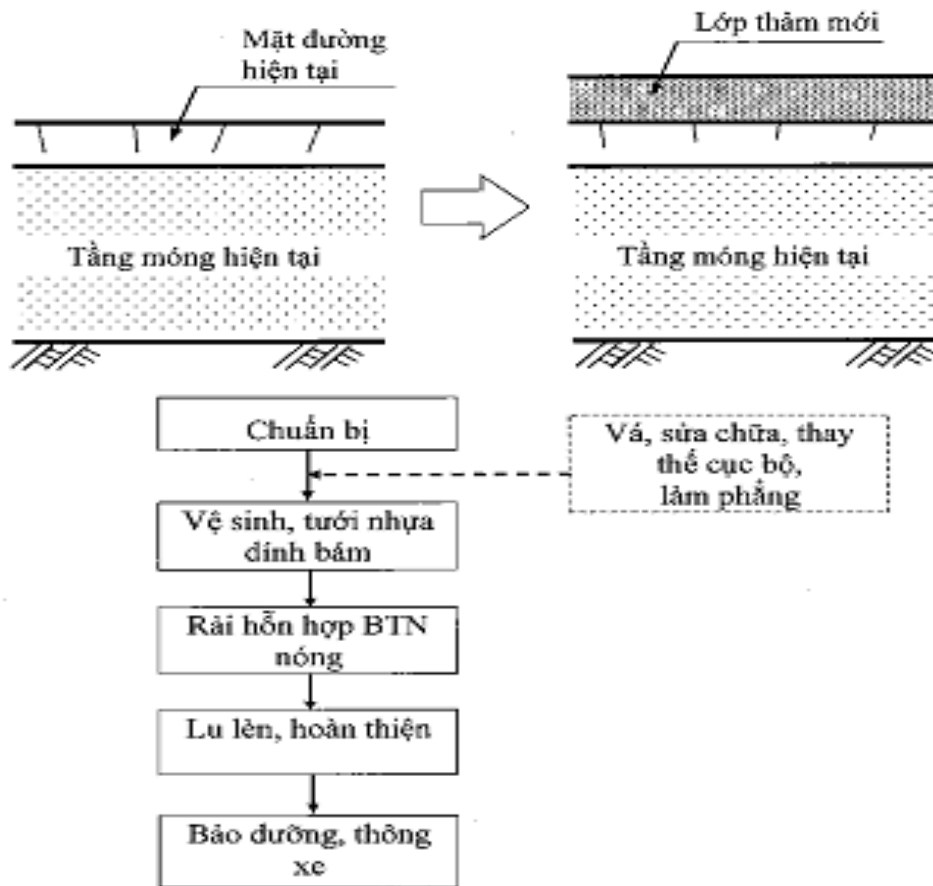 Mặt đường
hiện tại
Lớp thảm mới
Tầng móng hiện tại
Tầng móng hiện tại
Chuẩn bị
Vá, sửa chữa, thay
thế cục bộ,
làm phẳng
Vệ sinh, tưới nhựa
dính bám
Rải hỗn hợp BTN
nóng
Lu lèn, hoàn thiện
Bảo dưỡng, thông
xe